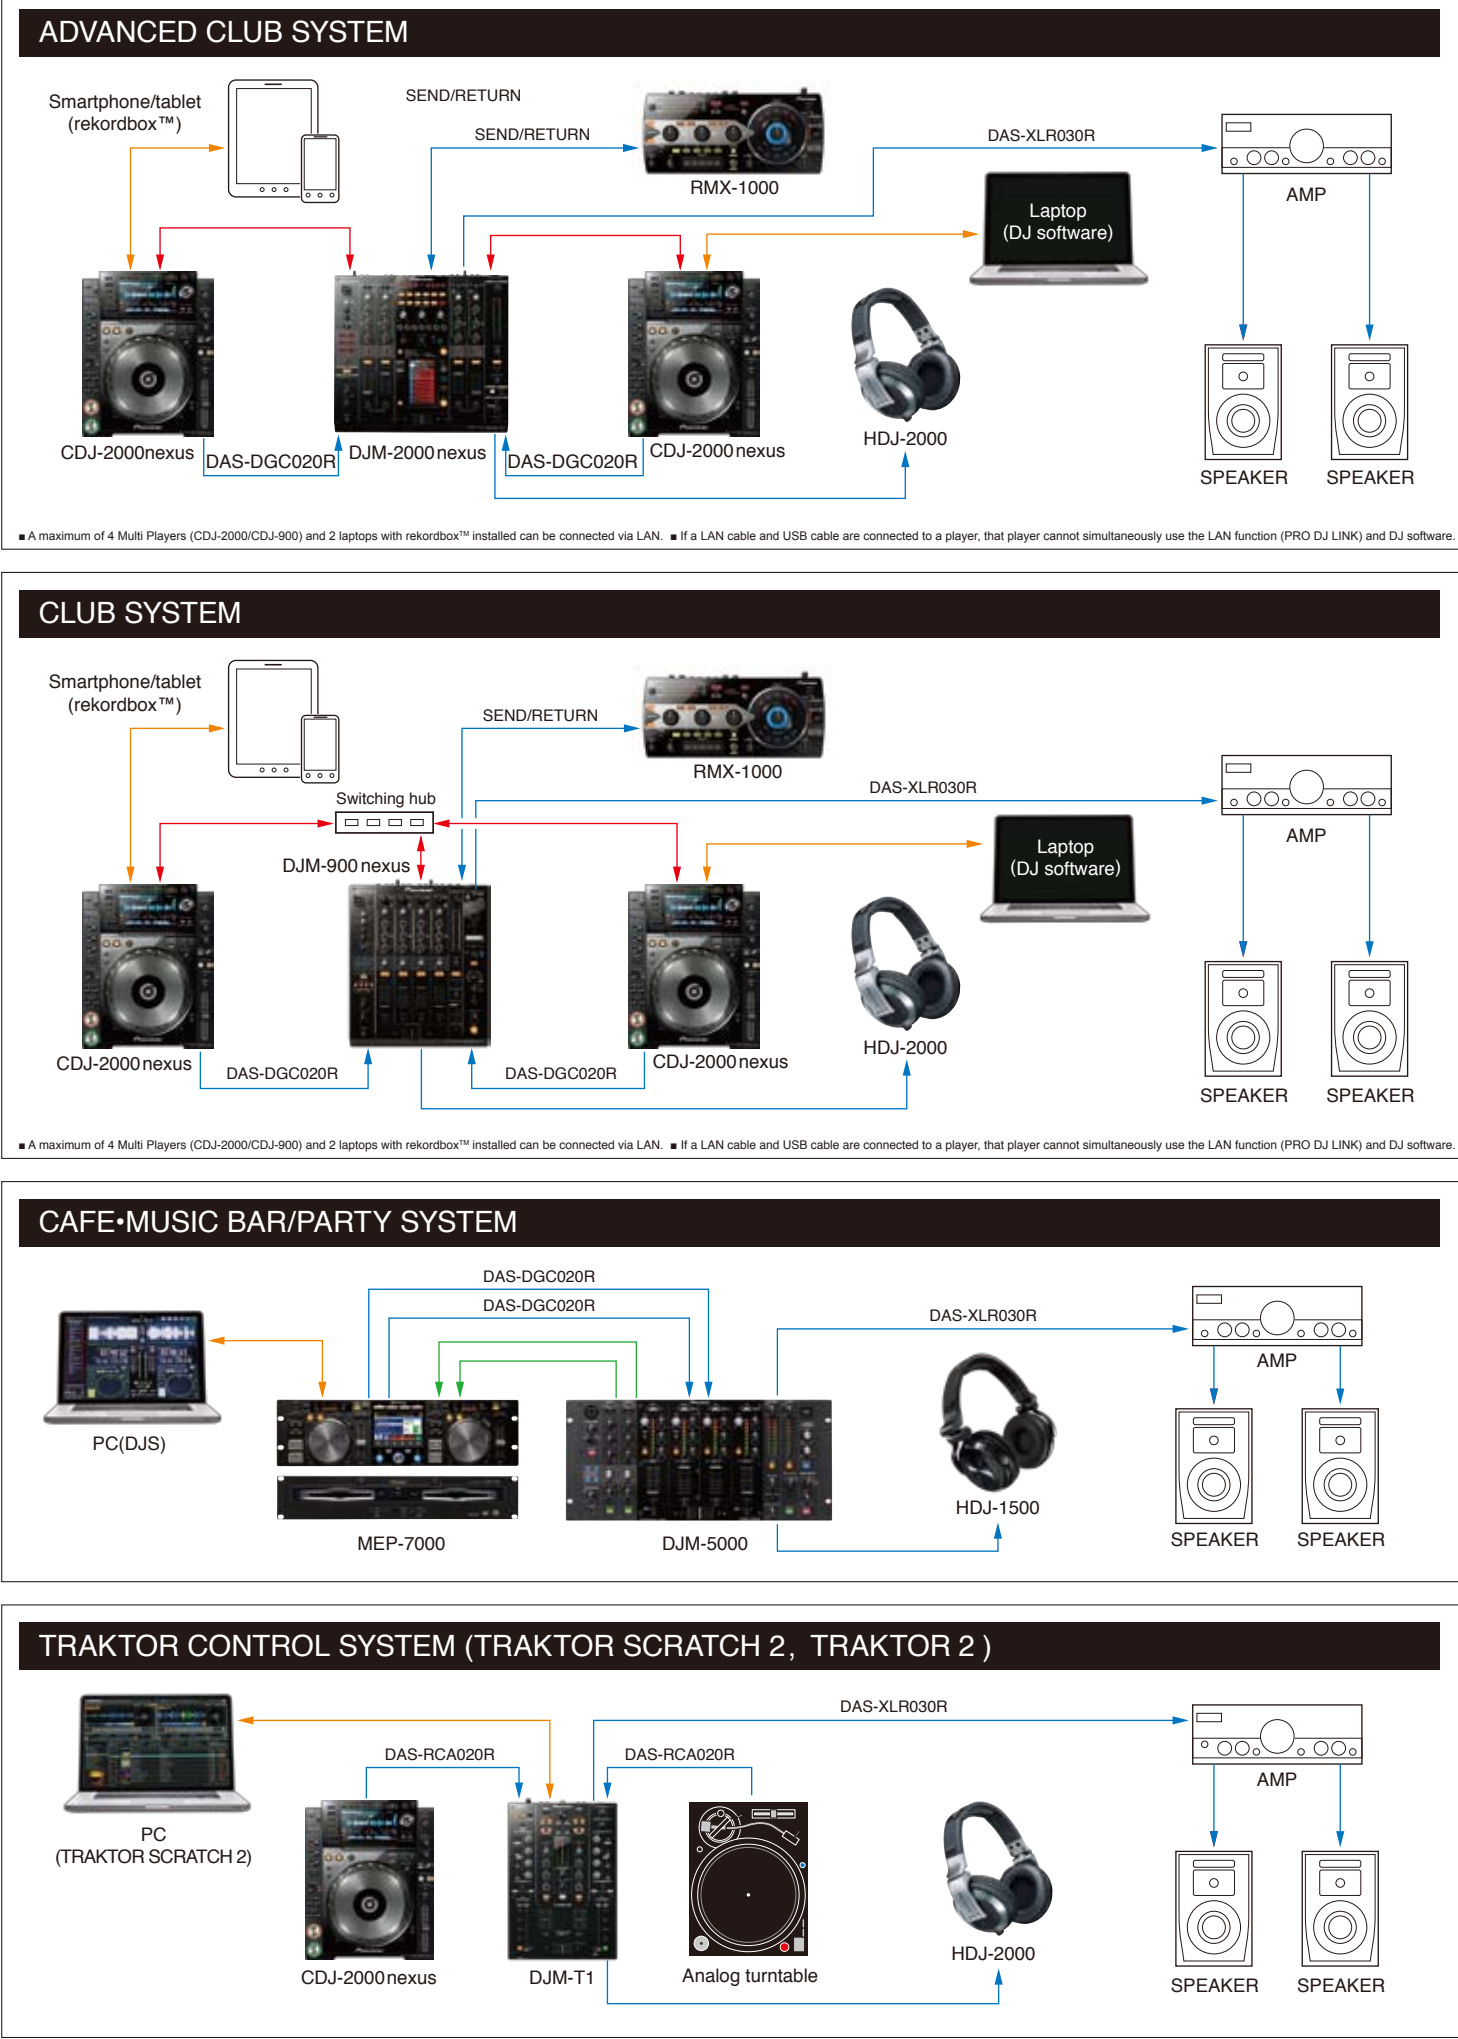 ADVANCED CLUB SYSTEM
Smartphone/tablet
(rekordbox™)
SEND/RETURN
SEND/RETURN
RMX-1000
DAS-XLR030R
AMP
Laptop
(DJ software)
HDJ-2000
CDJ-2000nexus
DAS-DGC020R
DJM-2000nexus
DAS-DGC020R
CDJ-2000nexus
SPEAKER
SPEAKER
■ A maximum of 4 Multi Players (CDJ-2000/CDJ-900) and 2 laptops with rekordbox™ installed can be connected via LAN. ■ If a LAN cable and USB cable are connected to a player, that player cannot simultaneously use the LAN function (PRO DJ LINK) and DJ software.
CLUB SYSTEM
Smartphone/tablet
(rekordbox™)
SEND/RETURN
RMX-1000
DAS-XLR030R
Switching hub
AMP
Laptop
(DJ software)
DJM-900nexus
HDJ-2000
CDJ-2000nexus
DAS-DGC020R
DAS-DGC020R
CDJ-2000nexus
SPEAKER
SPEAKER
■ A maximum of 4 Multi Players (CDJ-2000/CDJ-900) and 2 laptops with rekordbox™ installed can be connected via LAN. ■ If a LAN cable and USB cable are connected to a player, that player cannot simultaneously use the LAN function (PRO DJ LINK) and DJ software.
CAFE•MUSIC BAR/PARTY SYSTEM
DAS-DGC020R
DAS-DGC020R
DAS-XLR030R
AMP
PC(DJS)
MEP-7000
DJM-5000
HDJ-1500
SPEAKER
SPEAKER
TRAKTOR CONTROL SYSTEM (TRAKTOR SCRATCH 2, TRAKTOR 2 )
DAS-XLR030R
DAS-RCA020R
DAS-RCA020R
AMP
PC
(TRAKTOR SCRATCH 2)
CDJ-2000nexus
DJM-T1
Analog turntable
HDJ-2000
SPEAKER
SPEAKER